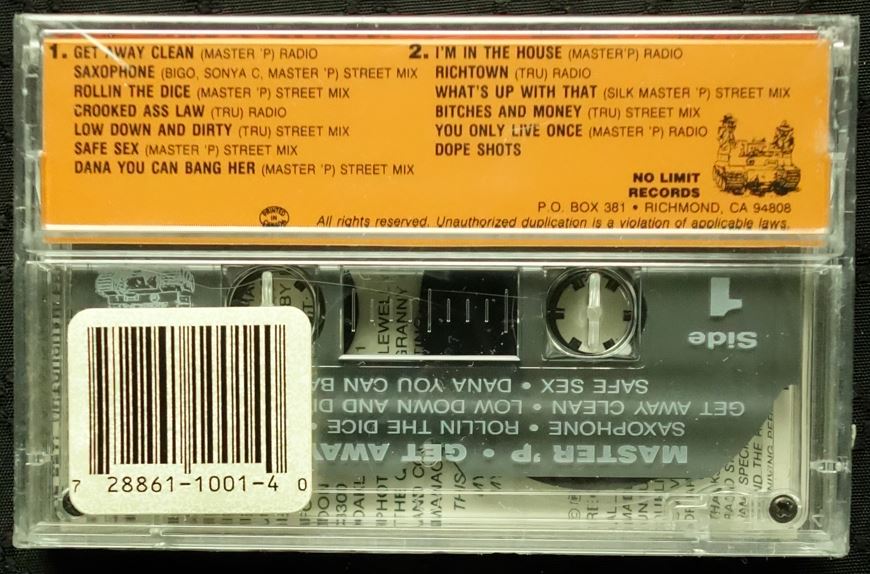 1. GET AWAY CLEAN (MASTER 'P) RADIO
SAXOPHONE (BIGO, SONYA C, MASTER 'P) STREET MIX
ROLLIN THE DICE (MASTER 'P) STREET MIX
CROOKED ASS LAW (TRU) RADIO
LOW DOWN AND DIRTY (TRU) STREET MIX
SAFE SEX (MASTER 'P) STREET MIX
DANA YOU CAN BANG HER (MASTER 'P) STREET MIX
2. I'M IN THE HOUSE (MASTER'P) RADIO
RICHTOWN (TRU) RADIO
WHAT'S UP WITH THAT (SILK MASTER 'P) STREET MIX
BITCHES AND MONEY (TRU) STREET MIX
YOU ONLY LIVE ONCE (MASTER 'P) RADIO
DOPE SHOTS
NO LIMIT
RECORDS
P.O. BOX 381 • RICHMOND, CA 94808
PRINTED IN
All rights reserved. Unauthorized duplication is a violation of applicable laws.
LEWEL
GRANNY
Side 1
MASTER 'P • GET AWAY
SAXOPHONE • ROLLIN THE DICE •
GET AWAY CLEAN • LOW DOWN AND DI
SAFE SEX • DANA YOU CAN BA
7 28861-1001-4 0